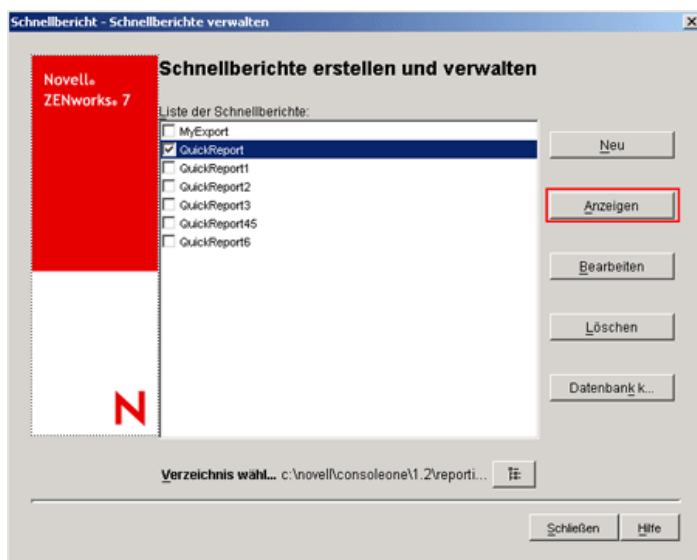 Schnellbericht - Schnellberichte verwalten
Novell®
ZENworks® 7
Schnellberichte erstellen und verwalten
Liste der Schnellberichte:
MyExport
QuickReport
QuickReport1
QuickReport2
QuickReport3
QuickReport45
QuickReport6
Neu
Anzeigen
Bearbeiten
Löschen
Datenbank k...
N
Verzeichnis wähl... c:\novell\consoleone\1.2\reporti...
Schließen
Hilfe